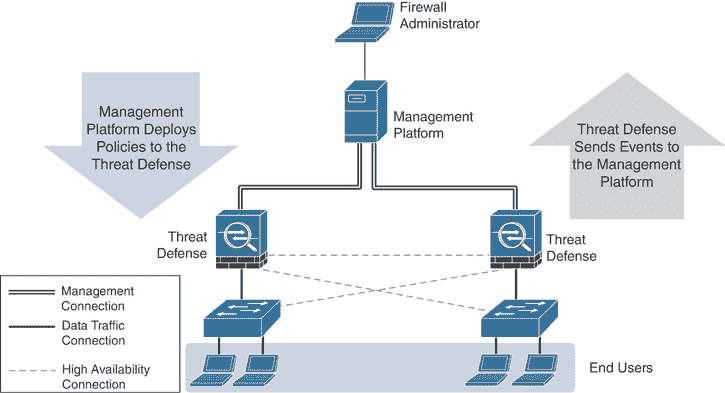 Firewall
Administrator
Management
Platform Deploys
Policies to the
Threat Defense
Management
Platform
Threat Defense
Sends Events to
the Management
Platform
Threat
Defense
Threat
Defense
Management
Connection
Data Traffic
Connection
High Availability
Connection
End Users